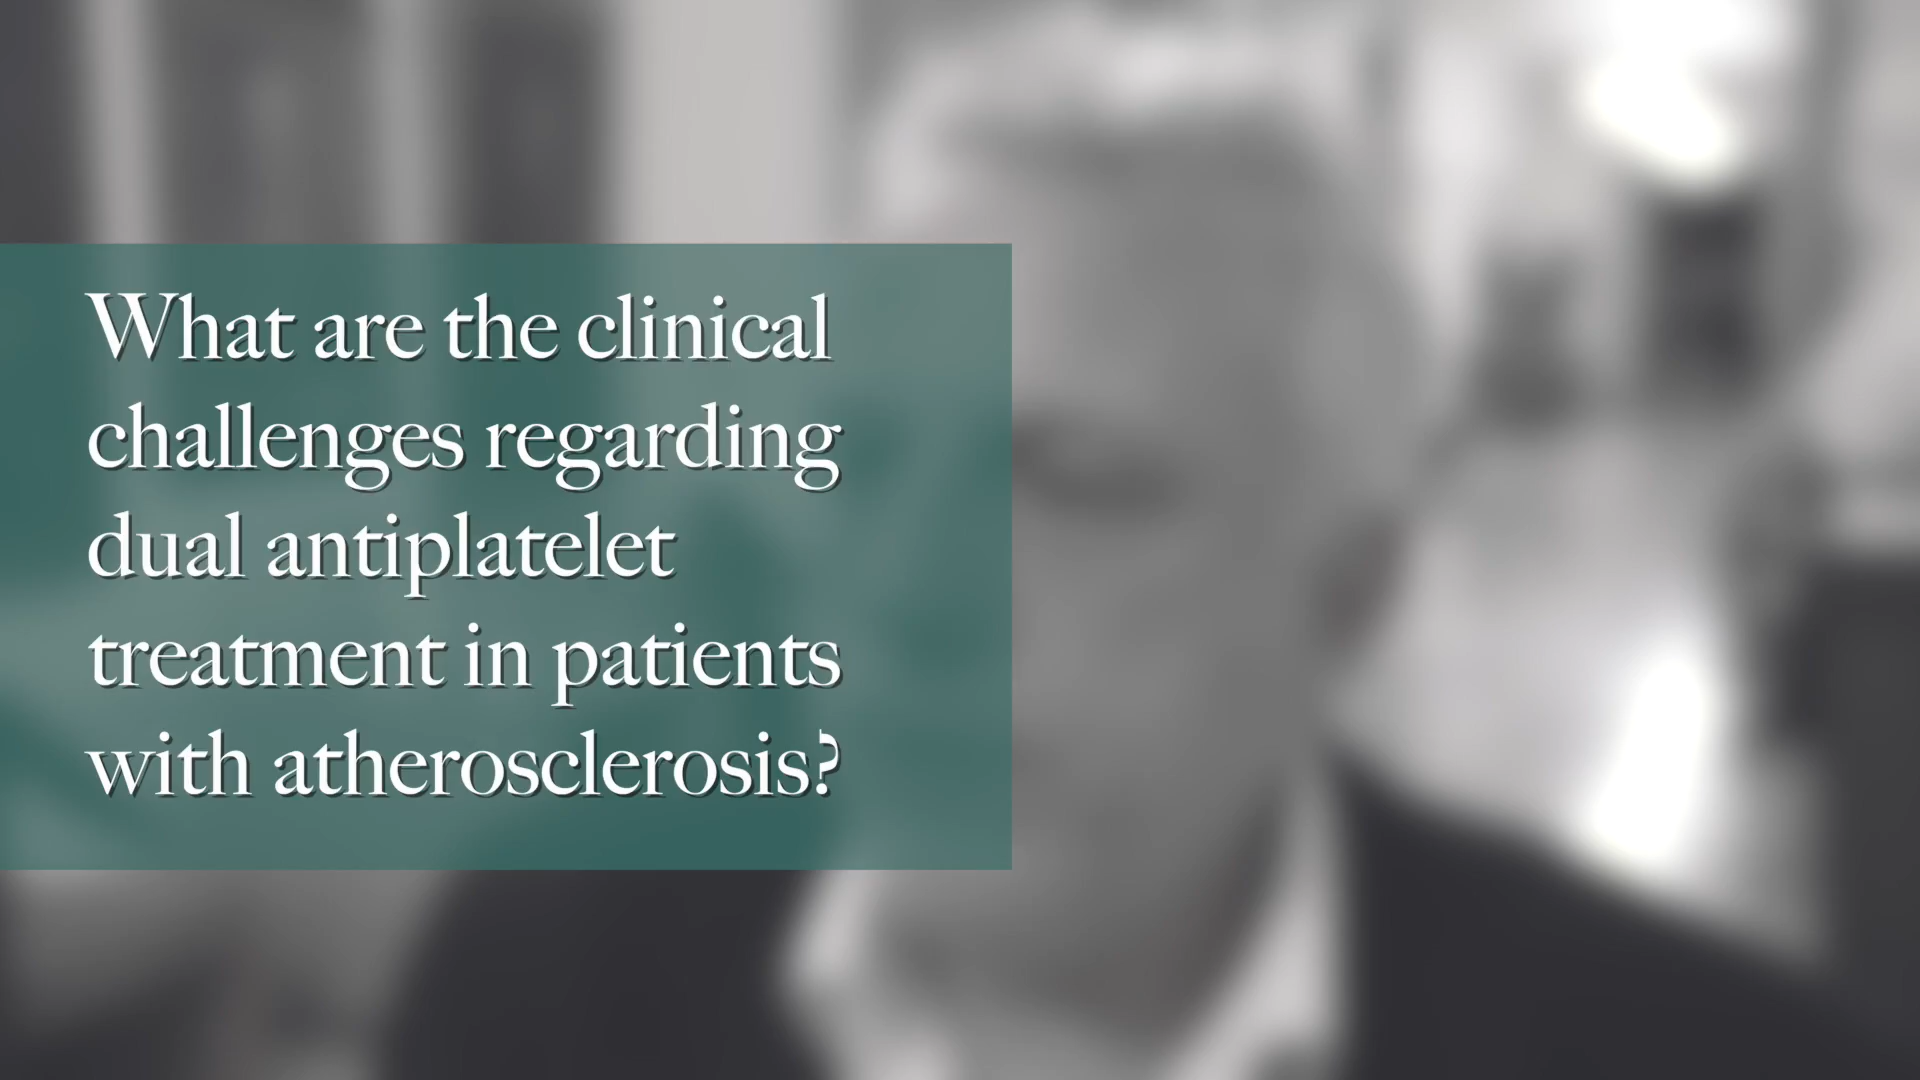 What are the clinical
challenges regarding
dual antiplatelet
treatment in patients
with atherosclerosis?